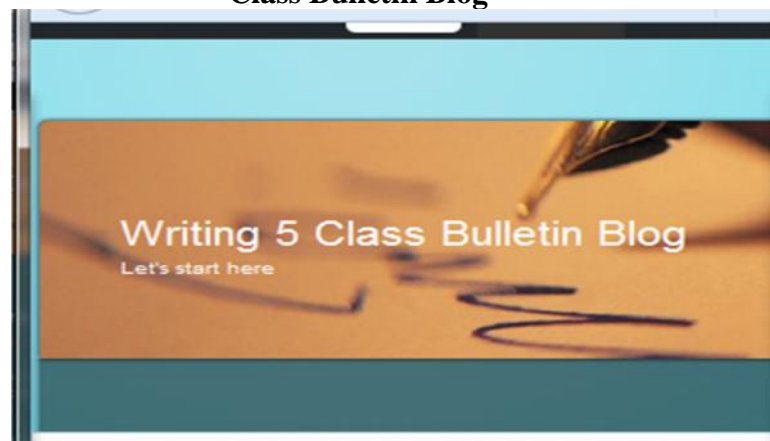 Class Bulletin Blog
Writing 5 Class Bulletin Blog
Let's start here